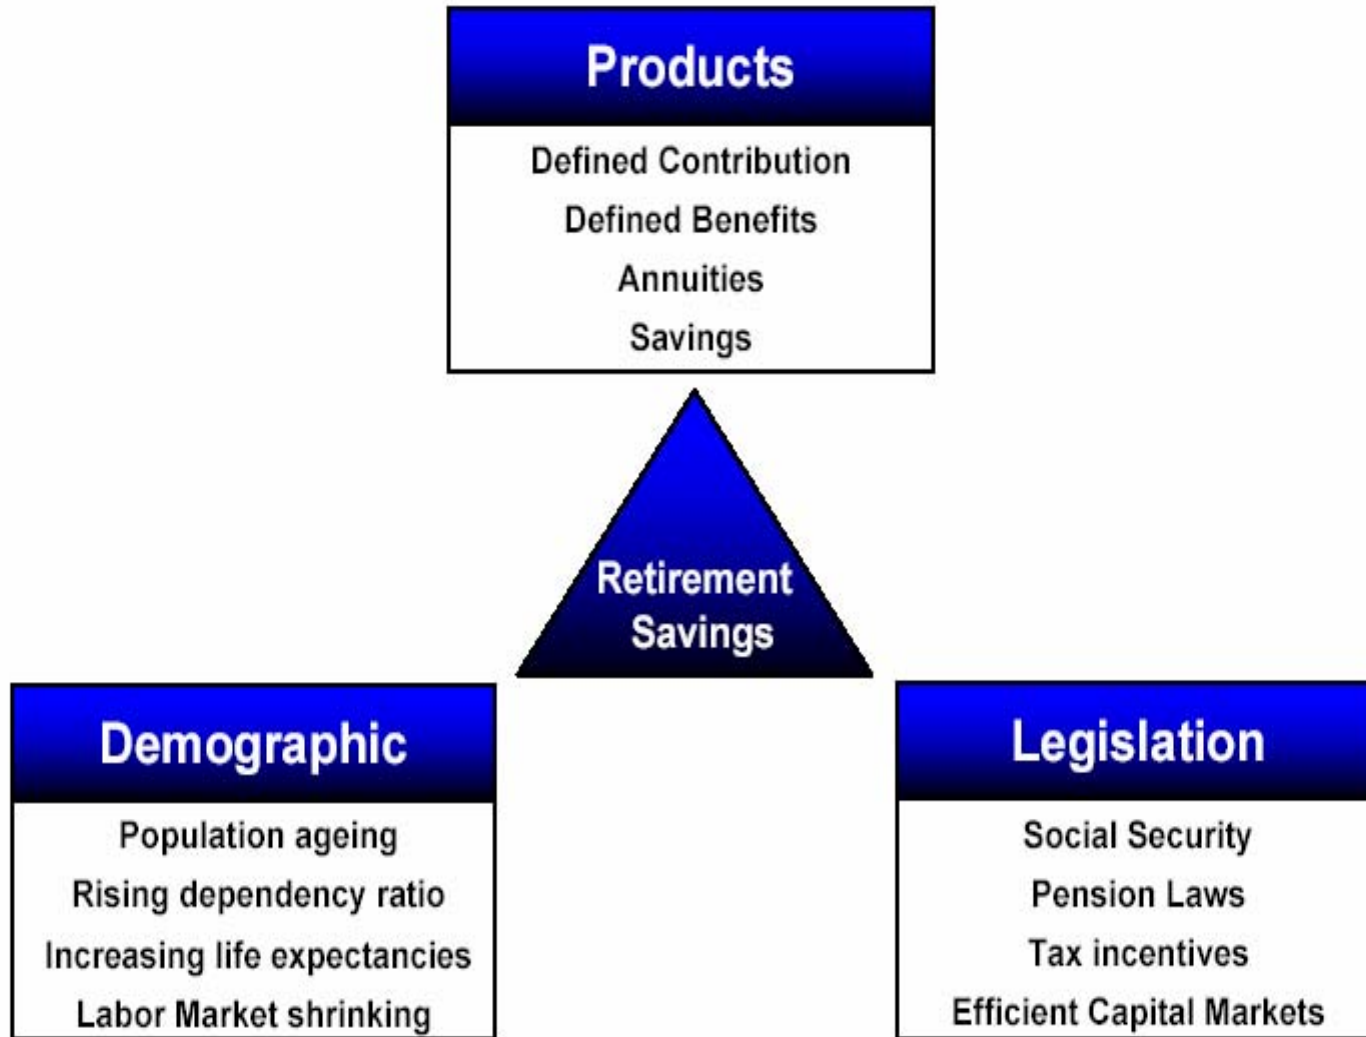 Products
Defined Contribution
Defined Benefits
Annuities
Savings
Retirement
Savings
Demographic
Population ageing
Rising dependency ratio
Increasing life expectancies
Labor Market shrinking
Legislation
Social Security
Pension Laws
Tax incentives
Efficient Capital Markets